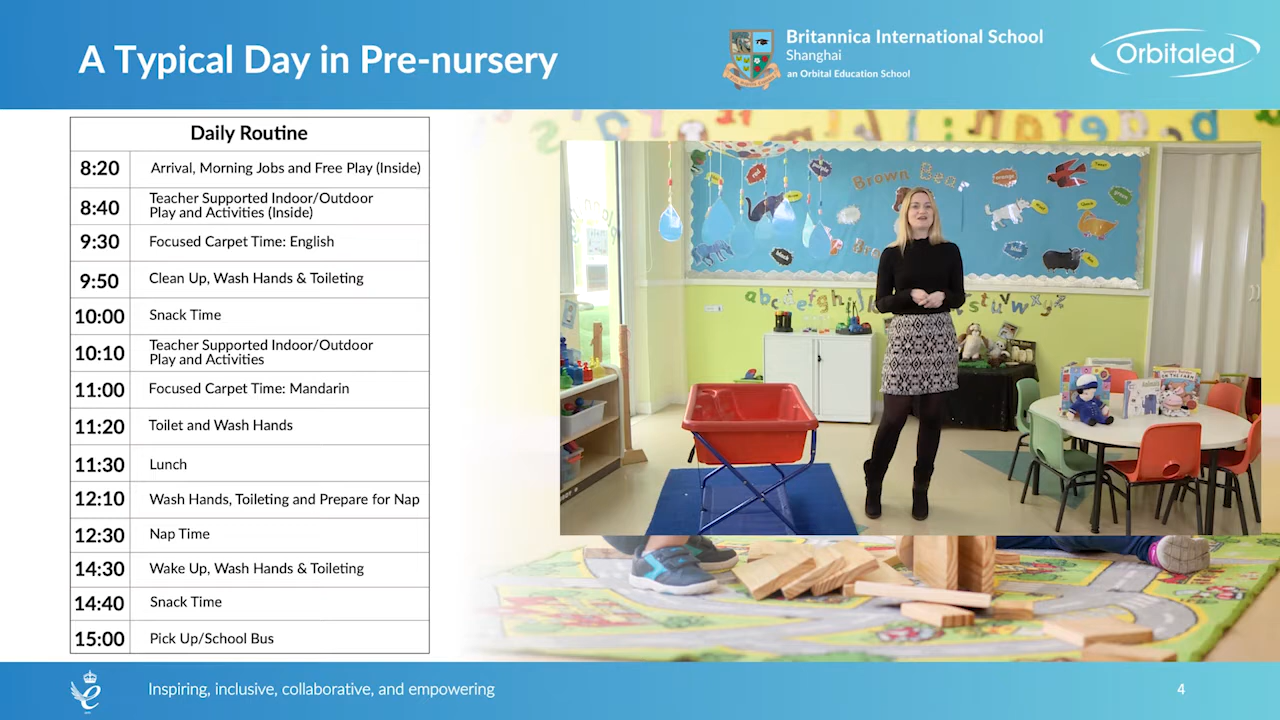 A Typical Day in Pre-nursery
Britannica International School
Shanghai
an Orbital Education School
Orbitaled
Daily Routine
8:20 Arrival, Morning Jobs and Free Play (Inside)
8:40 Teacher Supported Indoor/Outdoor
Play and Activities (Inside)
9:30 Focused Carpet Time: English
9:50 Clean Up, Wash Hands & Toileting
10:00 Snack Time
10:10 Teacher Supported Indoor/Outdoor
Play and Activities
11:00 Focused Carpet Time: Mandarin
11:20 Toilet and Wash Hands
11:30 Lunch
12:10 Wash Hands, Toileting and Prepare for Nap
12:30 Nap Time
14:30 Wake Up, Wash Hands & Toileting
14:40 Snack Time
15:00 Pick Up/School Bus
Brown Bear
Inspiring, inclusive, collaborative, and empowering
4